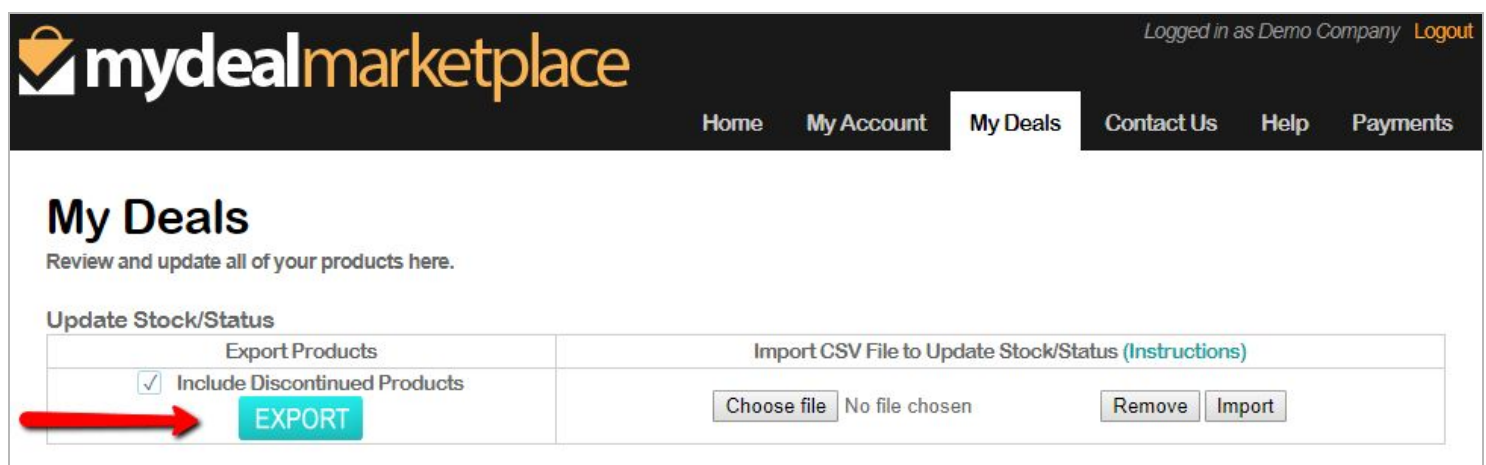 Logged in as Demo Company Logout
mydealmarketplace
Home My Account My Deals Contact Us Help Payments
My Deals
Review and update all of your products here.
Update Stock/Status
Export Products Import CSV File to Update Stock/Status (Instructions)
Include Discontinued Products
EXPORT Choose file No file chosen Remove Import